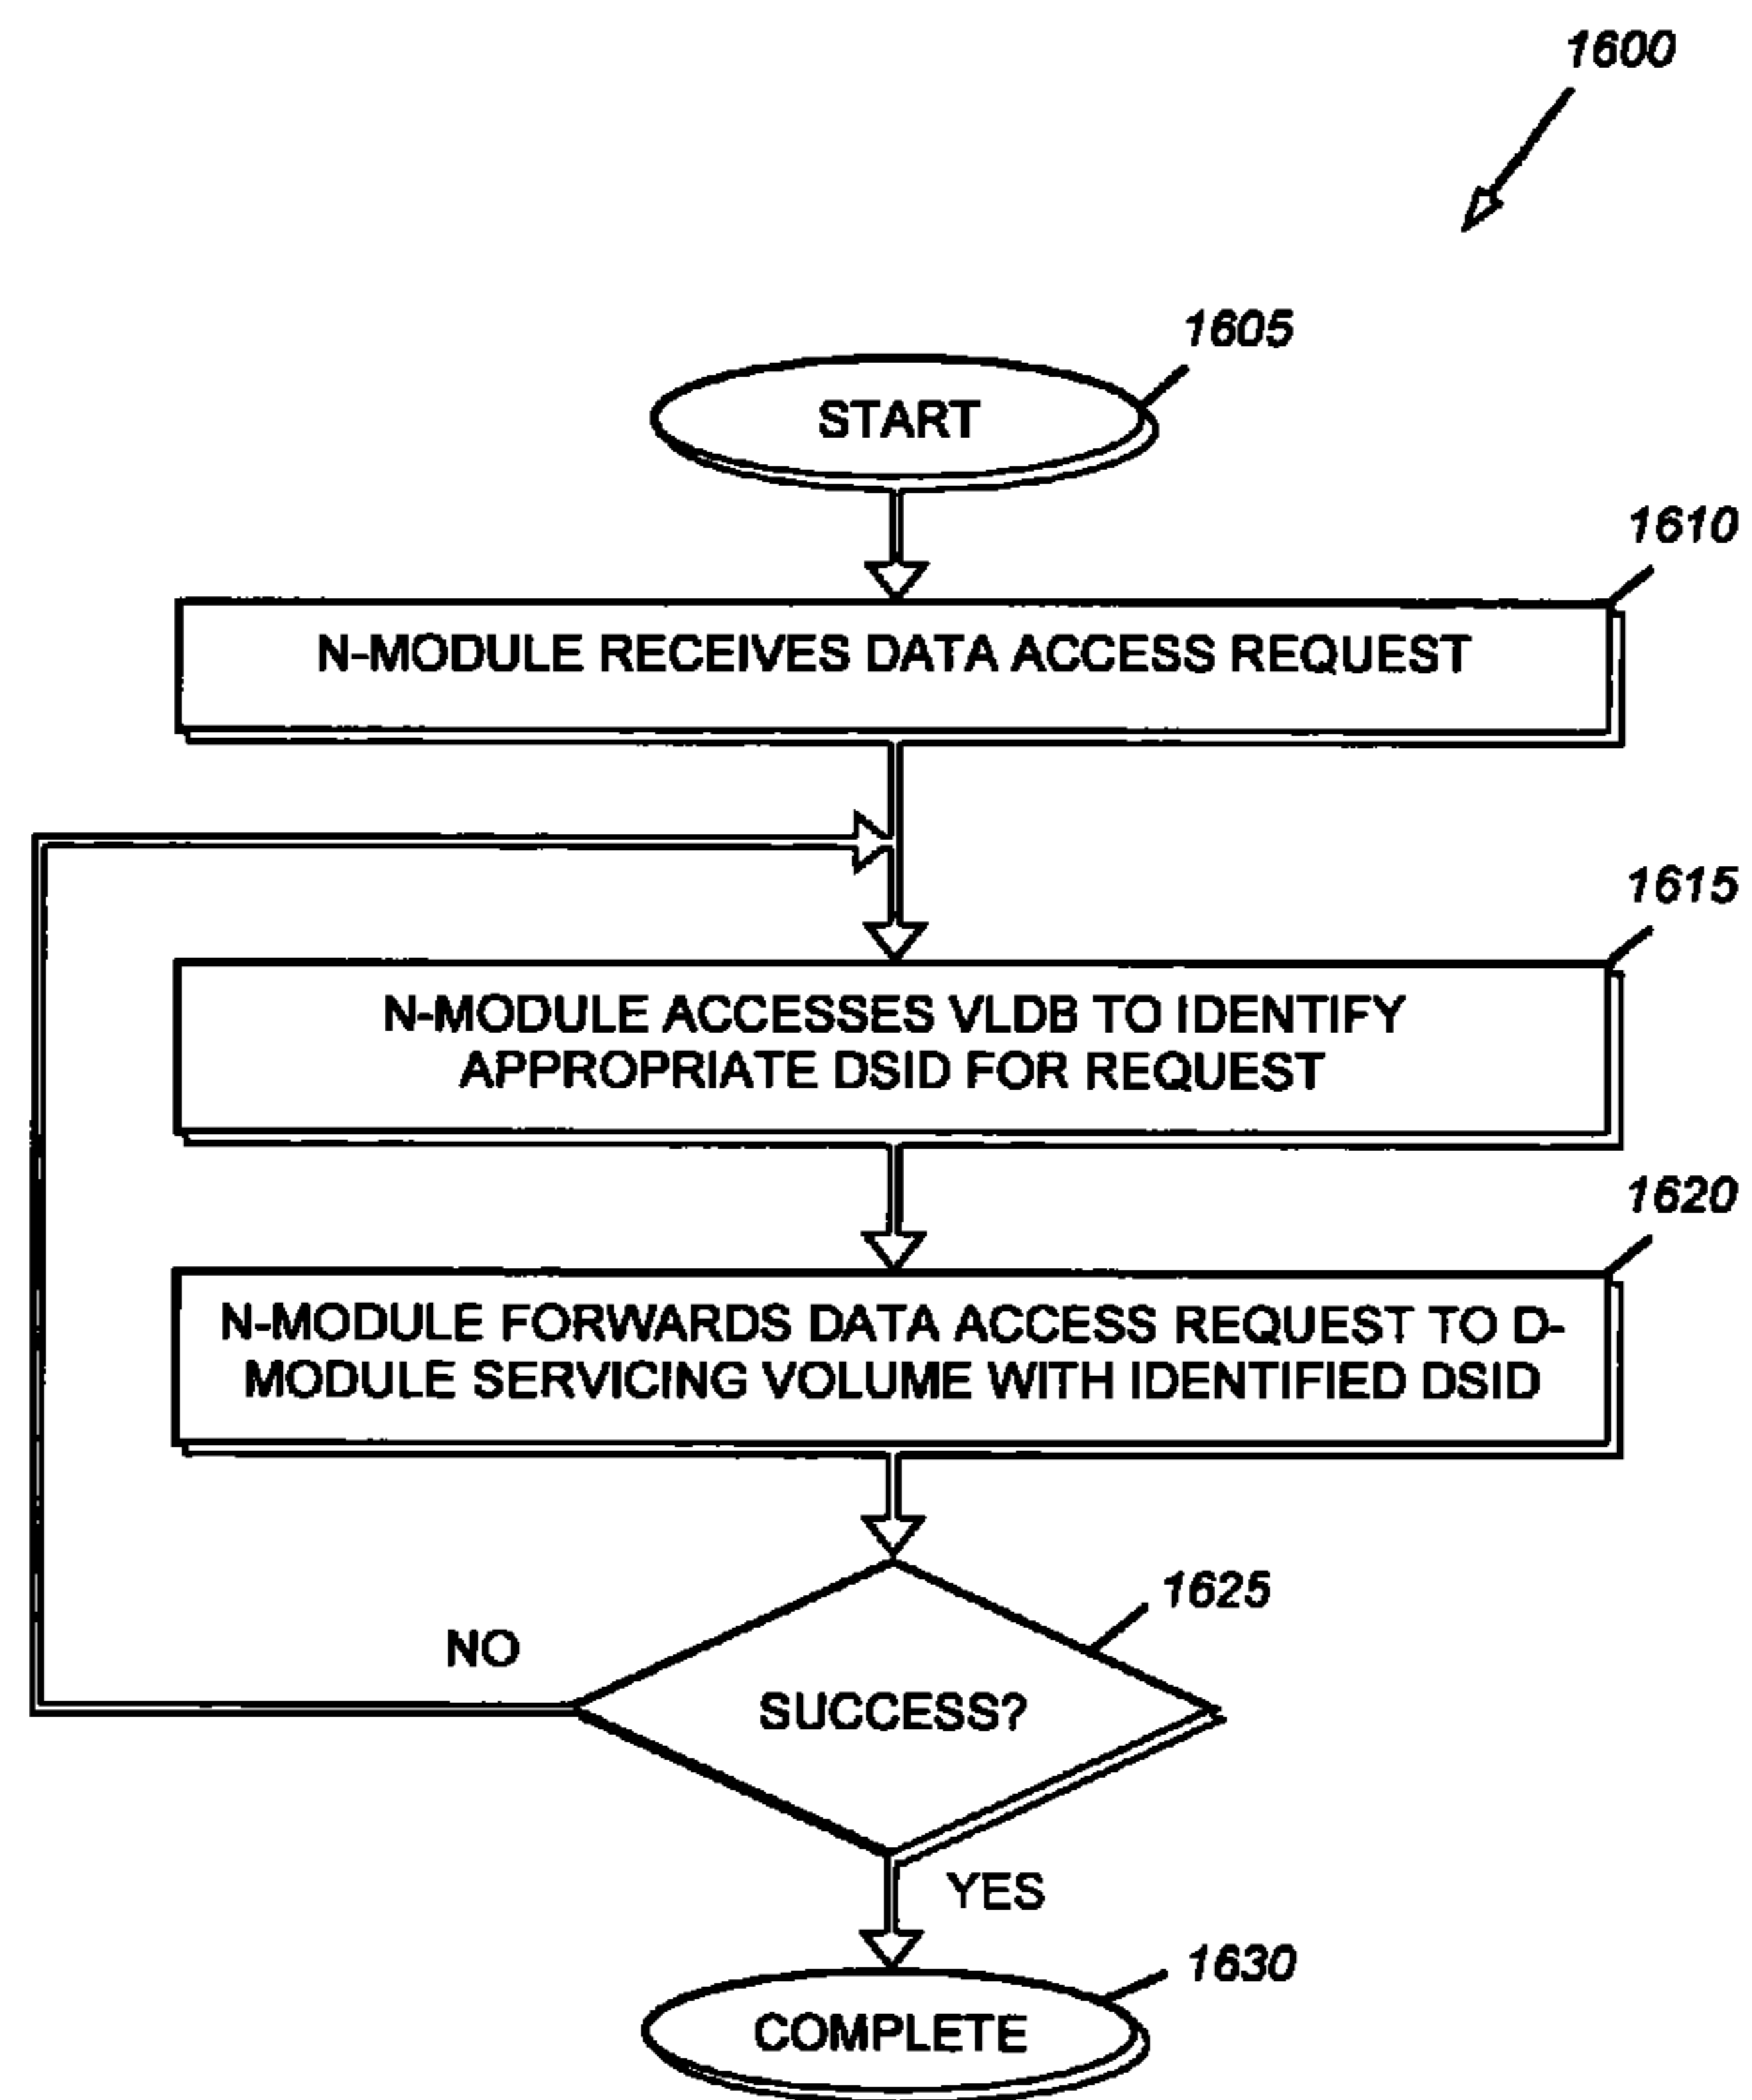 1600
1605
START
1610
N-MODULE RECEIVES DATA ACCESS REQUEST
1615
N-MODULE ACCESSES VLDB TO IDENTIFY
APPROPRIATE DSID FOR REQUEST
1620
N-MODULE FORWARDS DATA ACCESS REQUEST TO D-
MODULE SERVICING VOLUME WITH IDENTIFIED DSID
1625
NO
SUCCESS?
YES
1630
COMPLETE